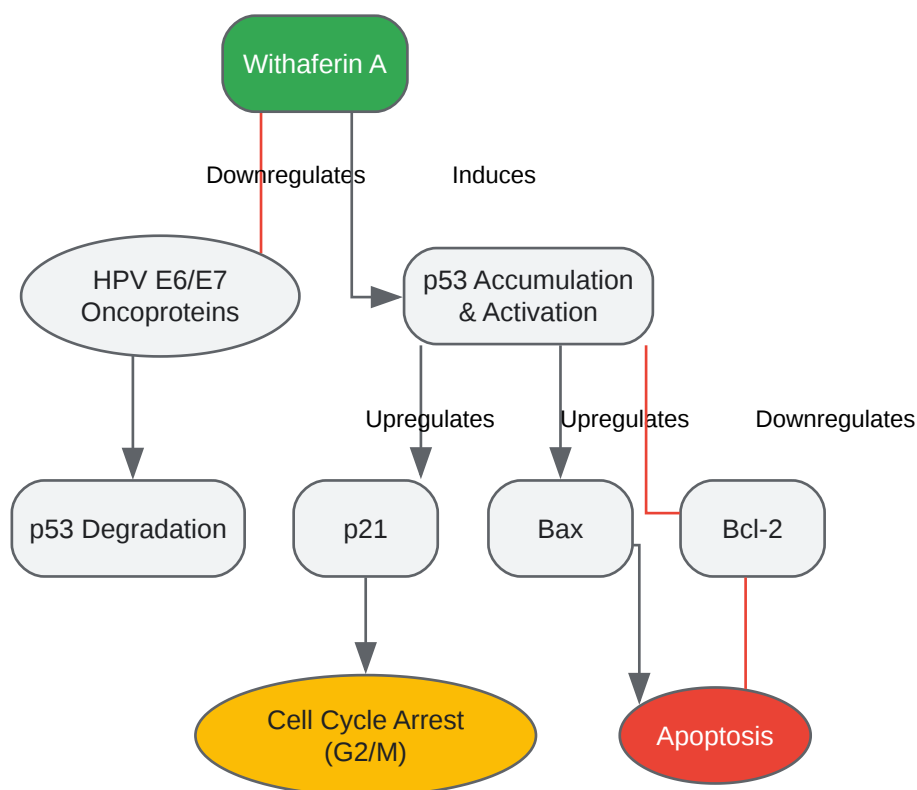 Withaferin A
Downregulates
Induces
HPV E6/E7
Oncoproteins
p53 Accumulation
& Activation
Upregulates
Upregulates
Downregulates
p53 Degradation
p21
Bax
Bcl-2
Cell Cycle Arrest
(G2/M)
Apoptosis